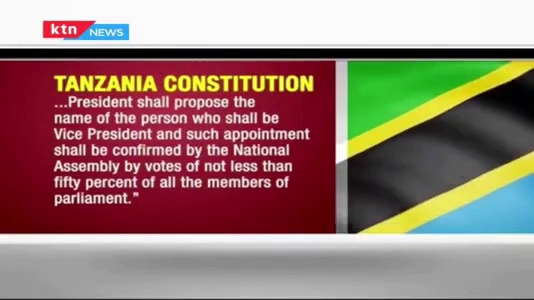 ktn NEWS
TANZANIA CONSTITUTION
...President shall propose the
name of the person who shall be
Vice President and such appointment
shall be confirmed by the National
Assembly by votes of not less than
fifty percent of all the members of
parliament.”